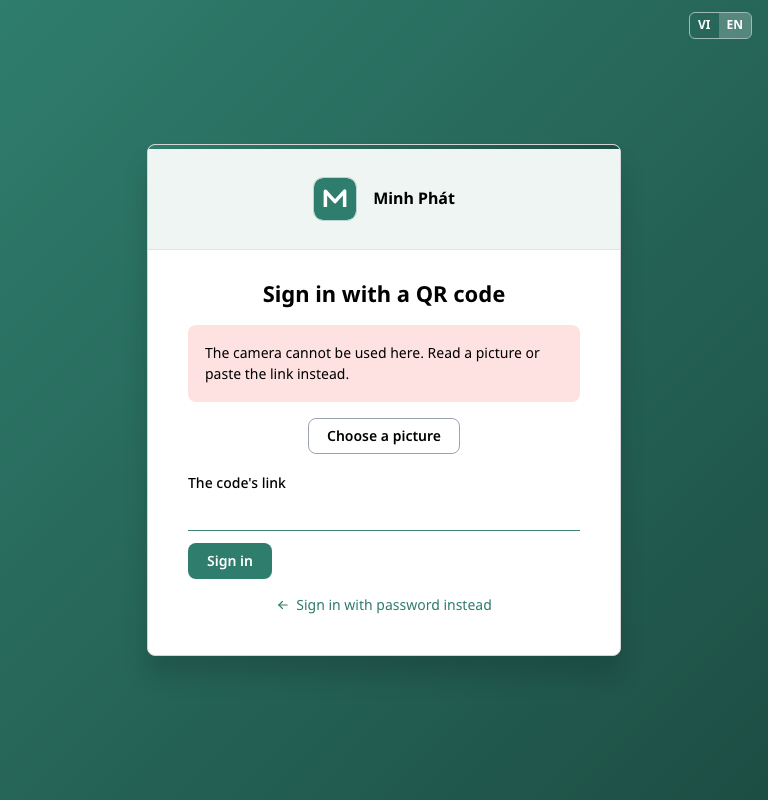 VI EN
Minh Phát
Sign in with a QR code
The camera cannot be used here. Read a picture or
paste the link instead.
Choose a picture
The code's link
Sign in
← Sign in with password instead